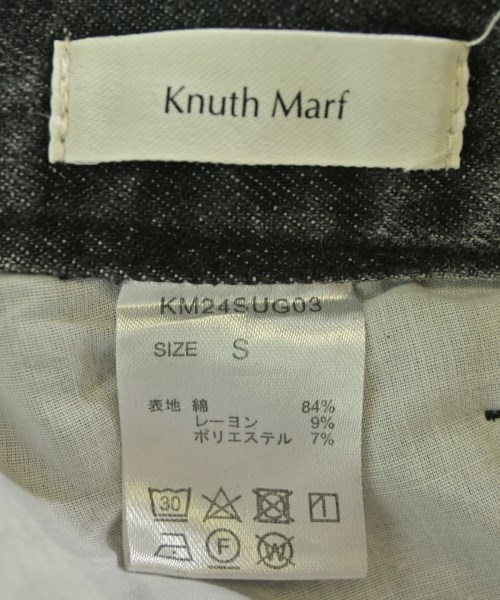 Knuth Marf
KM24SUG03
SIZE S
表地 綿 84%
レーヨン 9%
ポリエステル 7%
30
F W